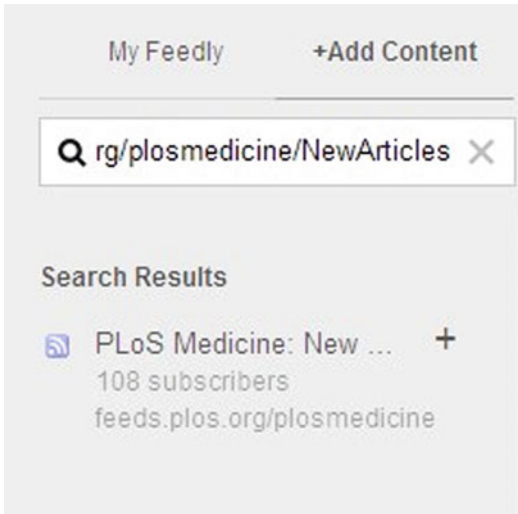 My Feedly +Add Content
rg/plosmedicine/NewArticles
Search Results
PLoS Medicine: New ...
108 subscribers
feeds.plos.org/plosmedicine